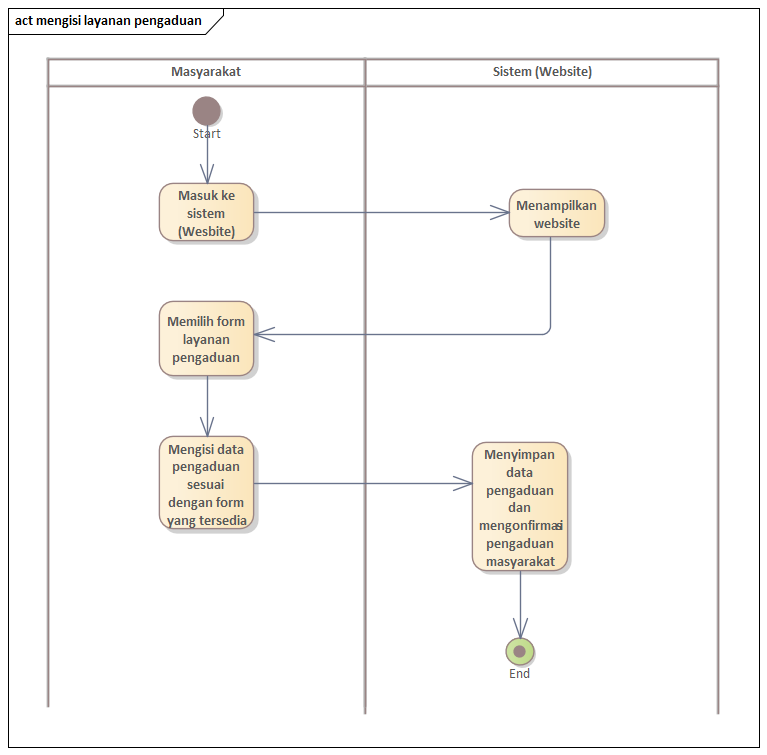 act mengisi layanan pengaduan
Masyarakat
Sistem (Website)
Start
Masuk ke
sistem
(Wesbite)
Menampilkan
website
Memilih form
layanan
pengaduan
Mengisi data
pengaduan
sesuai
dengan form
yang tersedia
Menyimpan
data
pengaduan
dan
mengonfirmasi
pengaduan
masyarakat
End